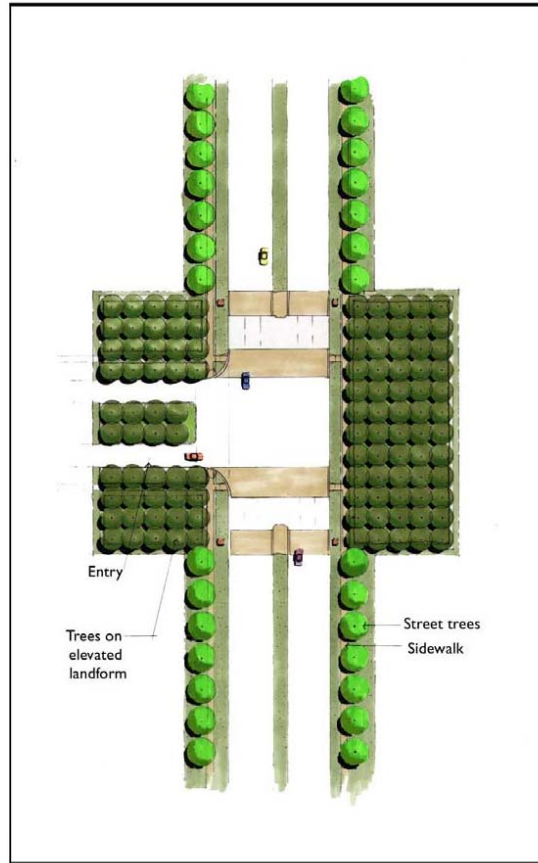 Entry
Trees on
elevated
landform
Street trees
Sidewalk